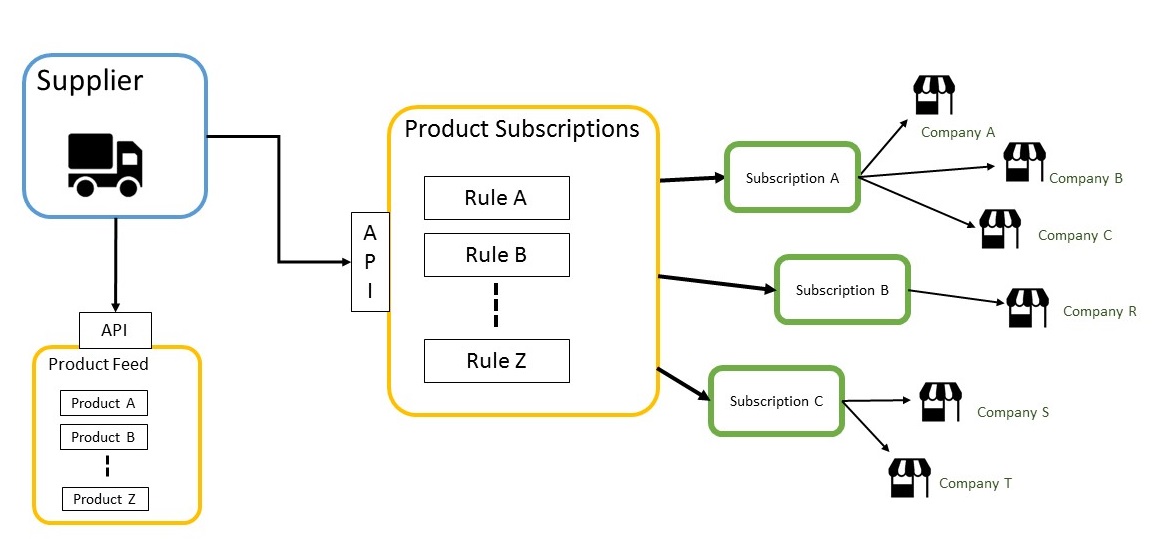 Supplier
API
Product Feed
Product A
Product B
Product Z
A
P
I
Product Subscriptions
Rule A
Rule B
Rule Z
Subscription A
Company A
Company B
Company C
Subscription B
Company R
Subscription C
Company S
Company T